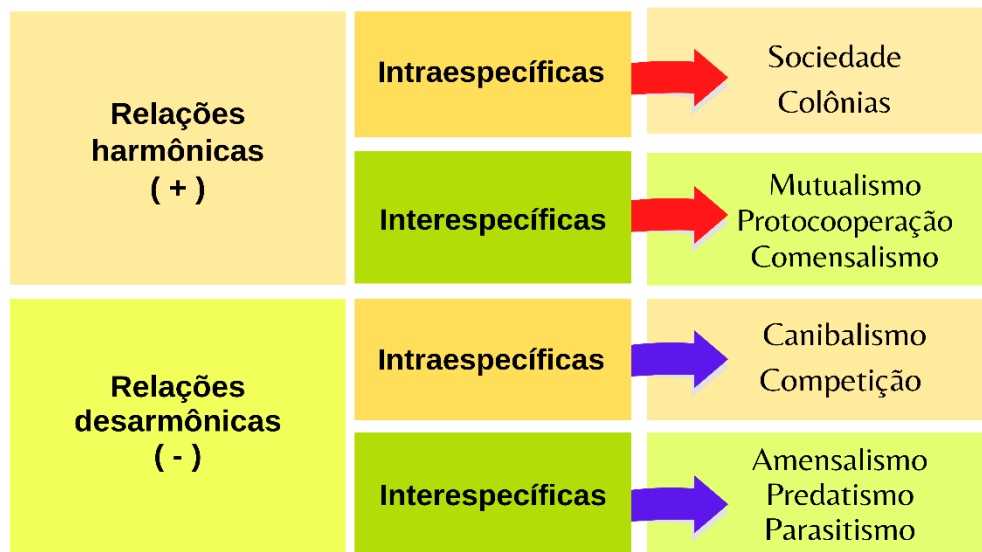 Relações
harmônicas
( + )
Intraespecíficas
Sociedade
Colônias
Interespecíficas
Mutualismo
Protocooperação
Comensalismo
Relações
desarmônicas
( - )
Intraespecíficas
Canibalismo
Competição
Interespecíficas
Amensalismo
Predatismo
Parasitismo